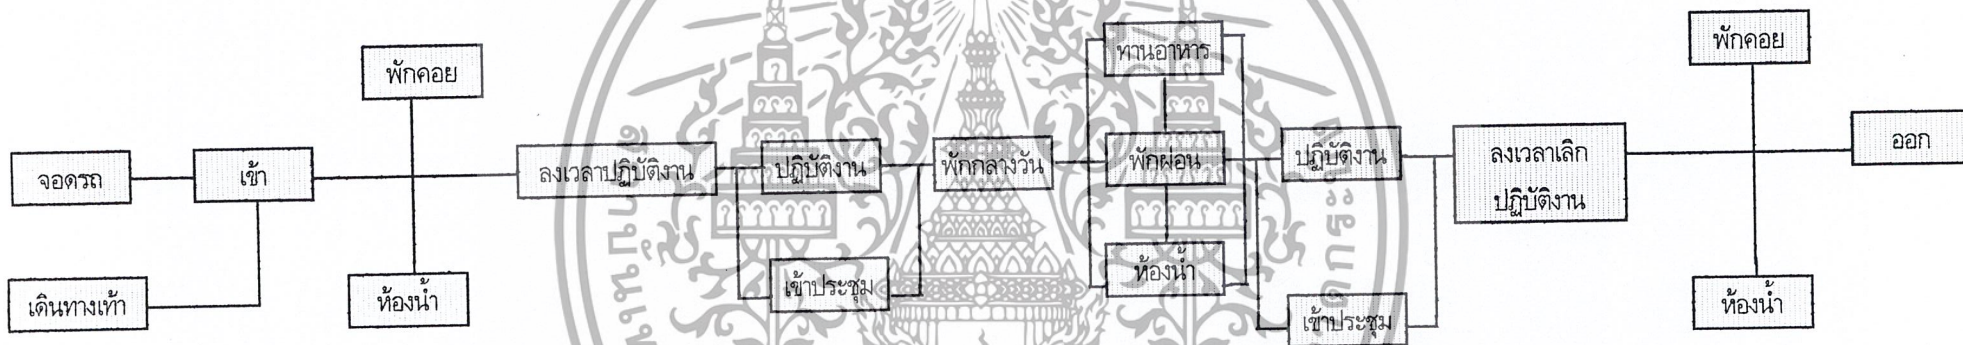 จอดรถ
เดินทางเท้า
เข้า
พักคอย
ห้องน้ำ
ลงเวลาปฏิบัติงาน
ปฏิบัติงาน
เข้าประชุม
พักกลางวัน
ทานอาหาร
พักผ่อน
ห้องน้ำ
ปฏิบัติงาน
เข้าประชุม
ลงเวลาเลิก
ปฏิบัติงาน
พักคอย
ห้องน้ำ
ออก